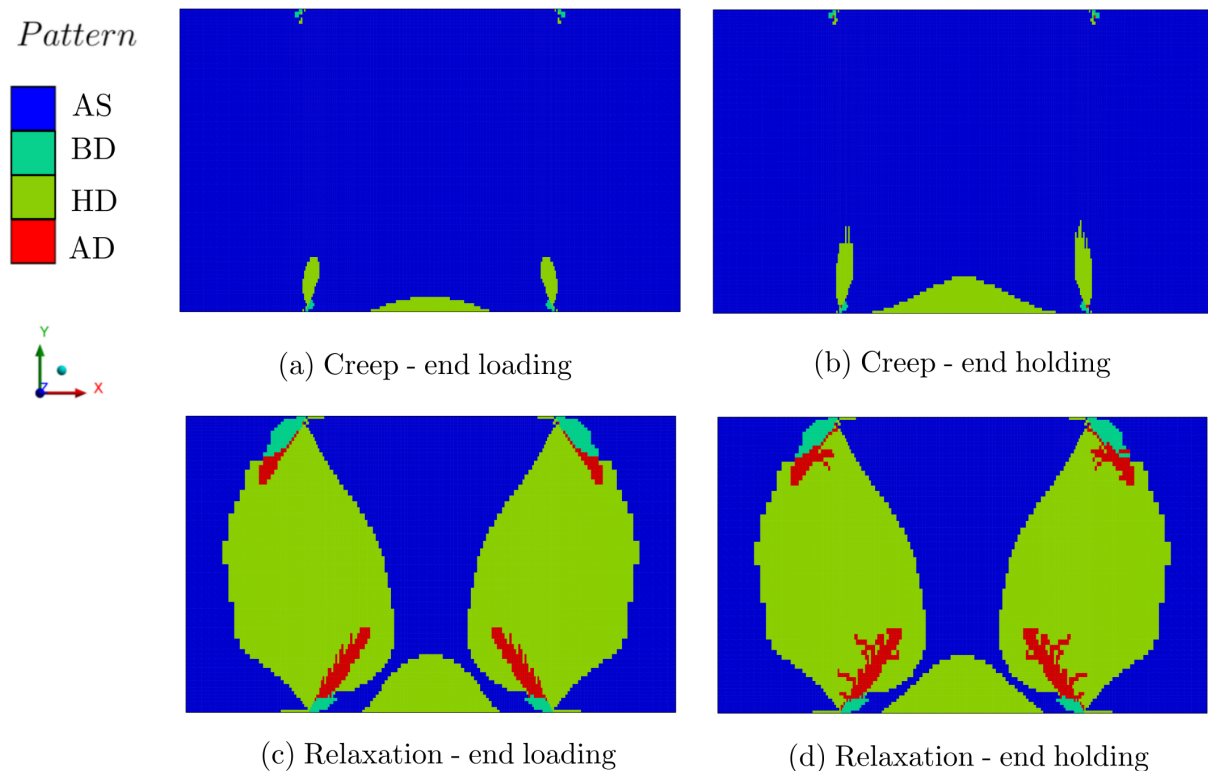 Pattern
AS
BD
HD
AD
Y
Z
X
(a) Creep - end loading
(b) Creep - end holding
(c) Relaxation - end loading
(d) Relaxation - end holding